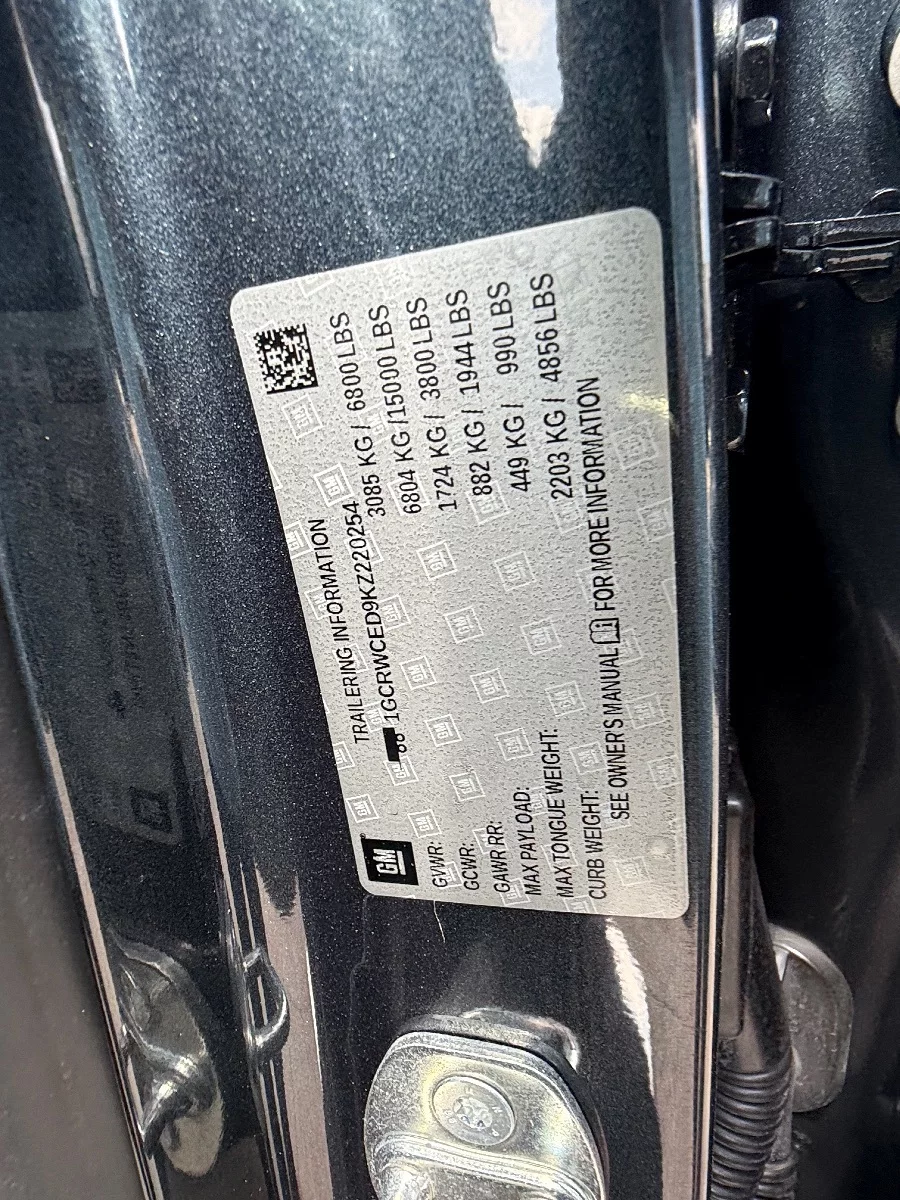 GM
TRAILERING INFORMATION
1GCRWCED9KZ220254
GVWR: 3085 KG / 6800 LBS
GCWR: 6804 KG /15000 LBS
GAWR RR: 1724 KG / 3800 LBS
MAX PAYLOAD: 882 KG / 1944 LBS
MAX TONGUE WEIGHT: 449 KG / 990 LBS
CURB WEIGHT: 2203 KG / 4856 LBS
SEE OWNER'S MANUAL FOR MORE INFORMATION